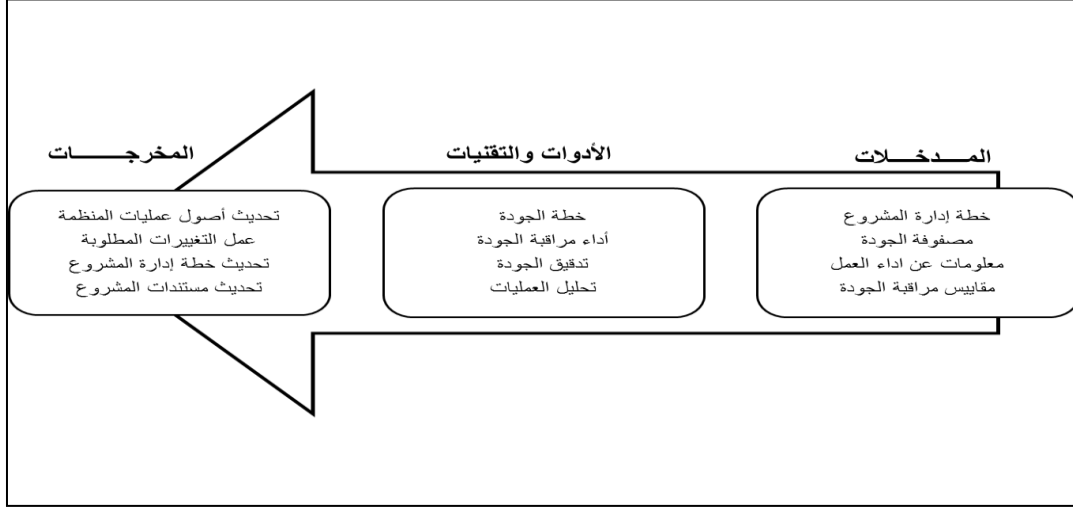 المـــدخـــلات
خطة إدارة المشروع
مصفوفة الجودة
معلومات عن اداء العمل
مقاييس مراقبة الجودة
الأدوات والتقنيات
خطة الجودة
أداء مراقبة الجودة
تدقيق الجودة
تحليل العمليات
المخرجــــــات
تحديث أصول عمليات المنظمة
عمل التغييرات المطلوبة
تحديث خطة إدارة المشروع
تحديث مستندات المشروع